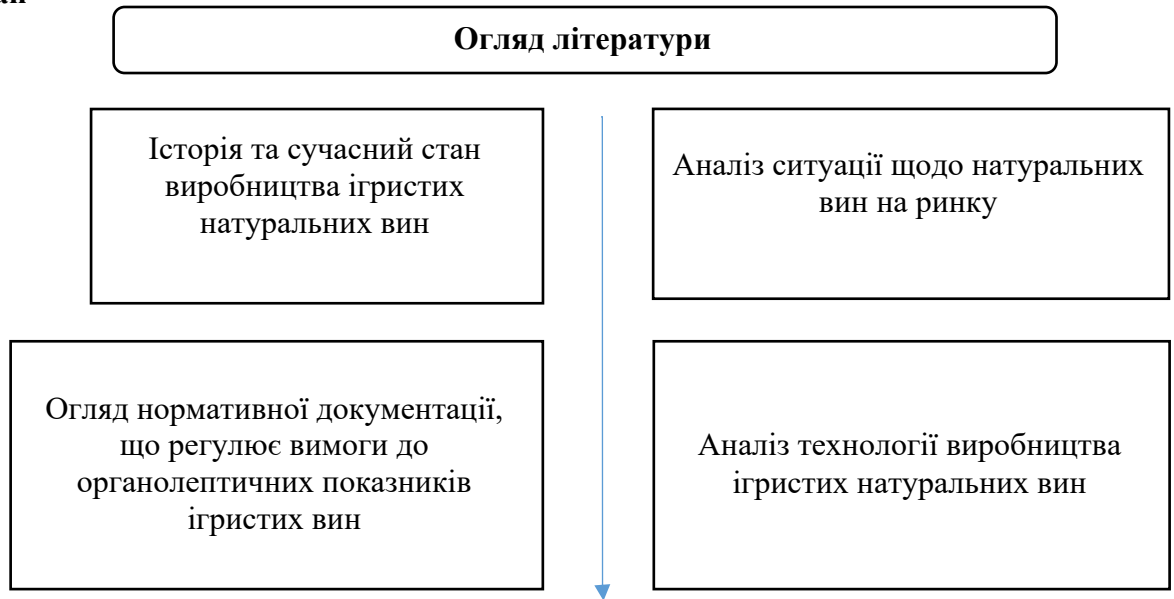 Огляд літератури
Історія та сучасний стан
виробництва ігристих
натуральних вин
Аналіз ситуації щодо натуральних
вин на ринку
Огляд нормативної документації,
що регулює вимоги до
органолептичних показників
ігристих вин
Аналіз технології виробництва
ігристих натуральних вин